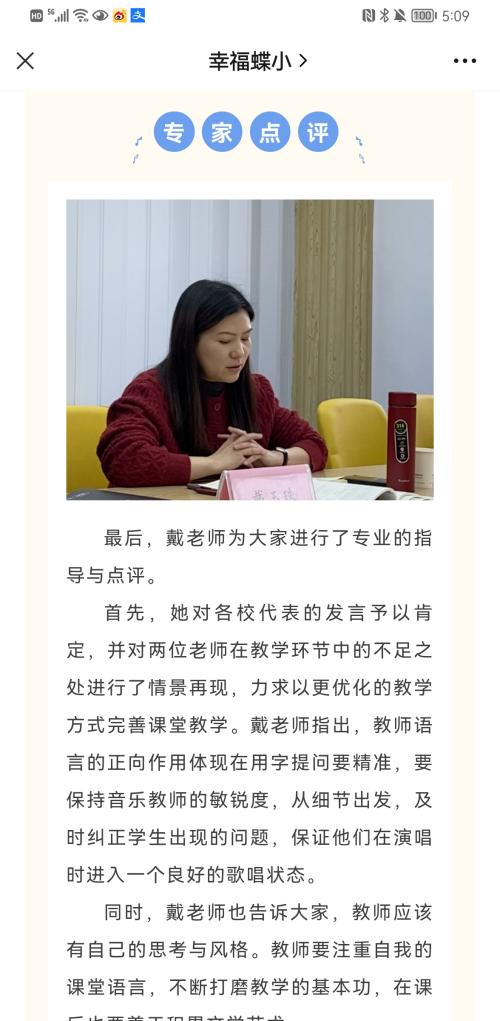 HD 5G 100 5:09
幸福蝶小
专家点评
316
最后，戴老师为大家进行了专业的指
导与点评。
首先，她对各校代表的发言予以肯
定，并对两位老师在教学环节中的不足之
处进行了情景再现，力求以更优化的教学
方式完善课堂教学。戴老师指出，教师语
言的正向作用体现在用字提问要精准，要
保持音乐教师的敏锐度，从细节出发，及
时纠正学生出现的问题，保证他们在演唱
时进入一个良好的歌唱状态。
同时，戴老师也告诉大家，教师应该
有自己的思考与风格。教师要注重自我的
课堂语言，不断打磨教学的基本功，在课